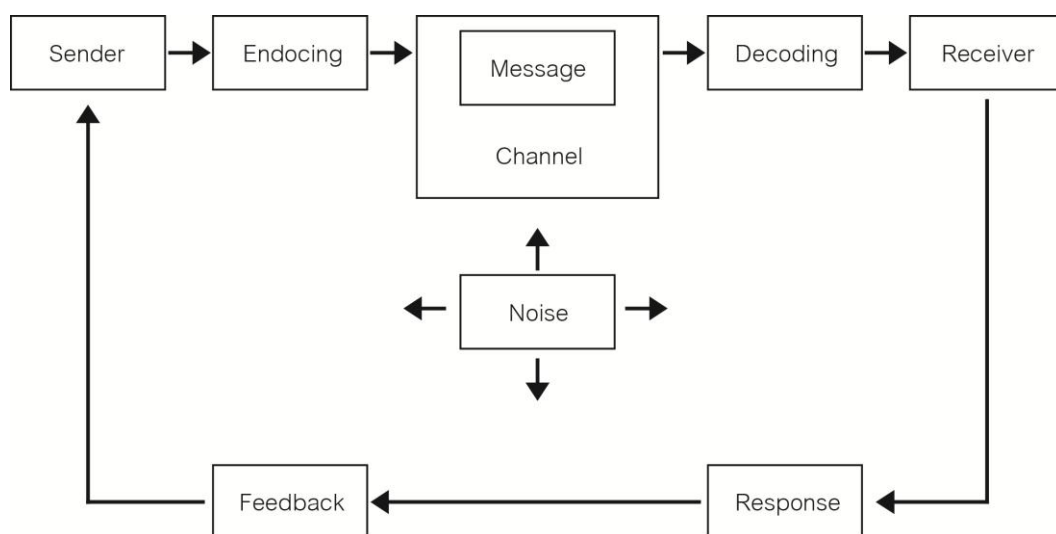 Sender
Endocing
Message
Channel
Decoding
Receiver
Noise
Feedback
Response